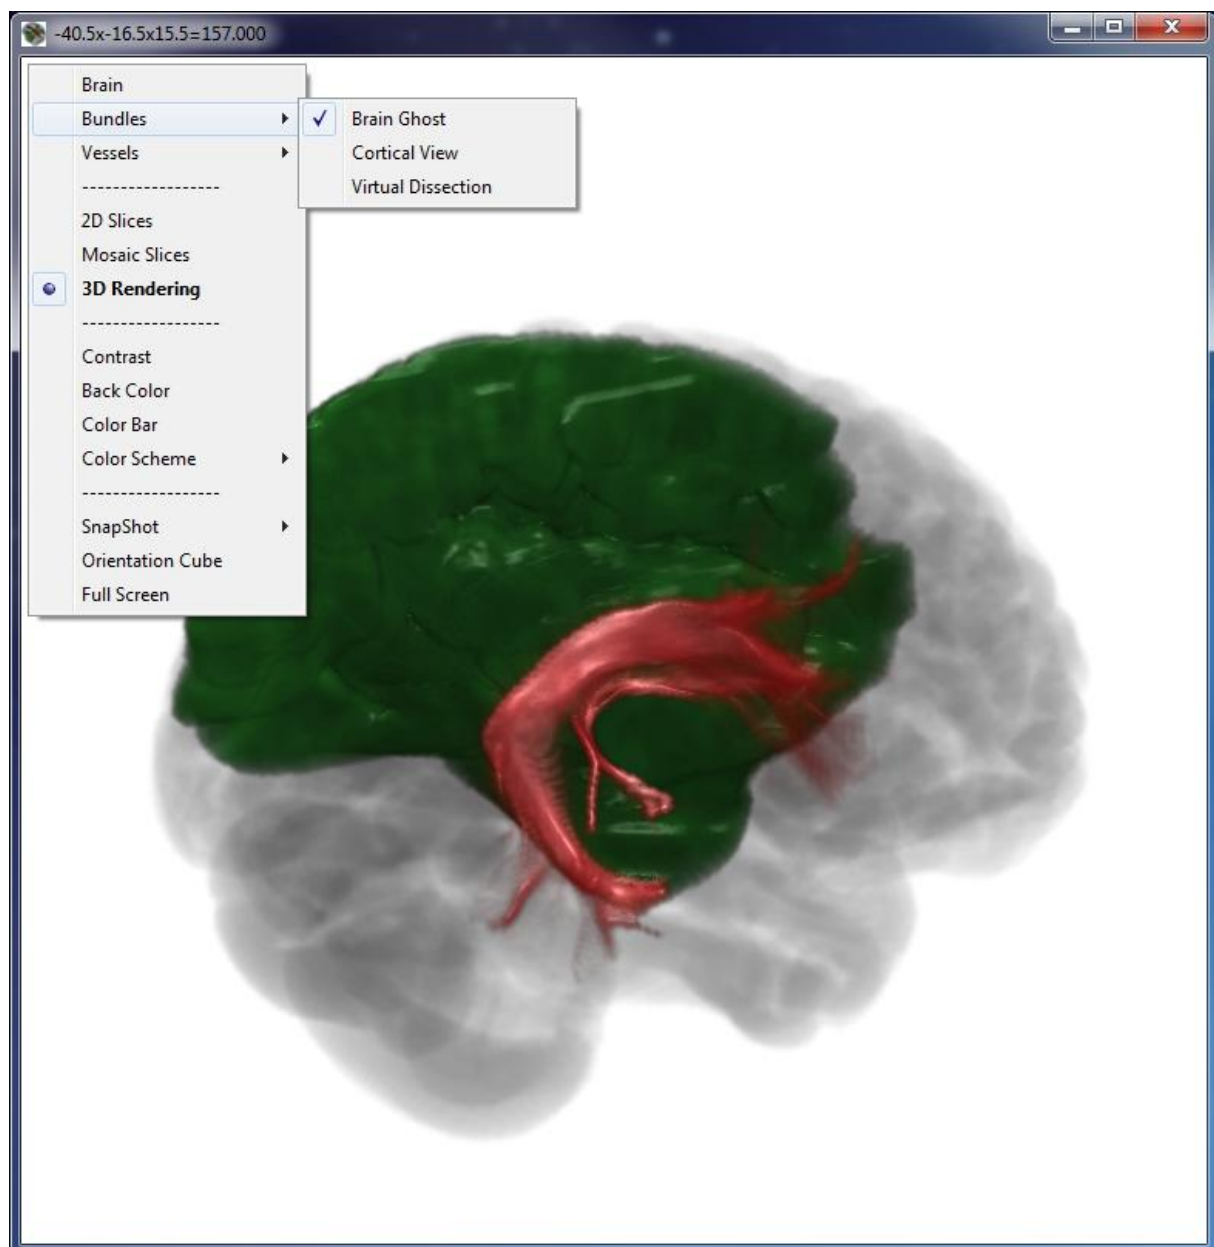 -40.5x-16.5x15.5=157.000
Brain
Bundles
Brain Ghost
Vessels
Cortical View
------------------
Virtual Dissection
2D Slices
Mosaic Slices
3D Rendering
------------------
Contrast
Back Color
Color Bar
Color Scheme
------------------
SnapShot
Orientation Cube
Full Screen